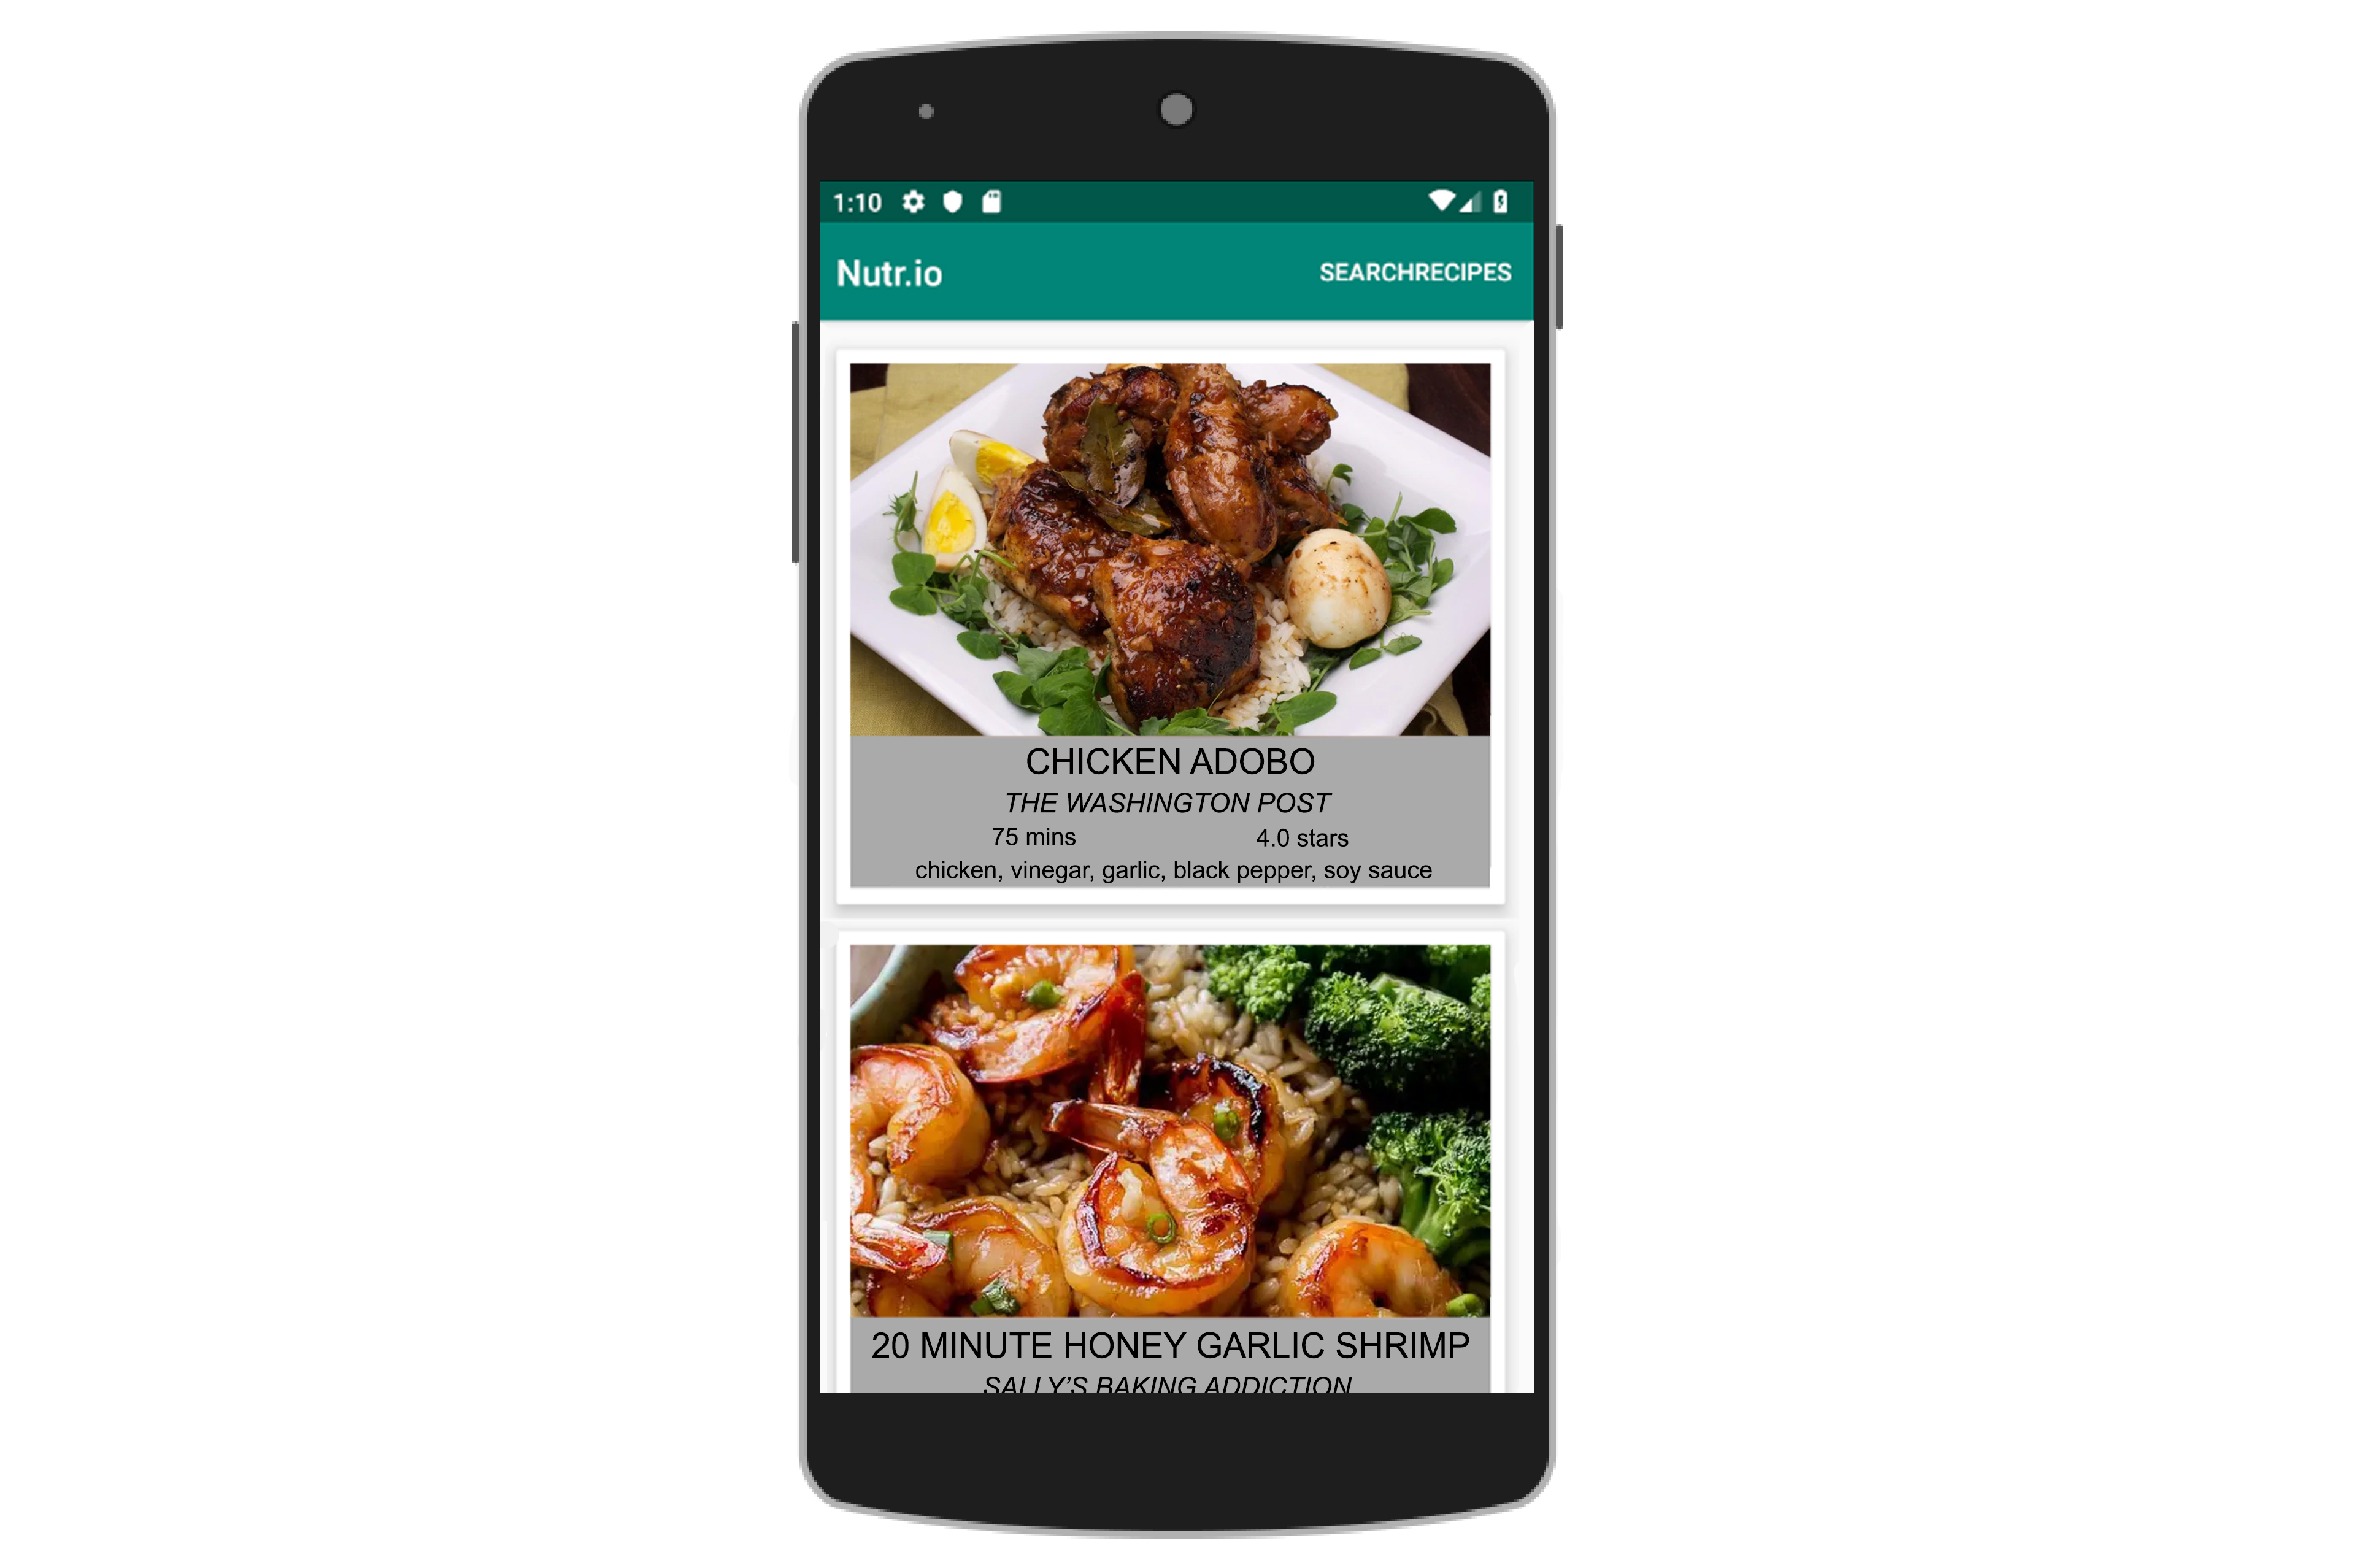 1:10
Nutr.io SEARCHRECIPES
CHICKEN ADOBO
THE WASHINGTON POST
75 mins 4.0 stars
chicken, vinegar, garlic, black pepper, soy sauce
20 MINUTE HONEY GARLIC SHRIMP
SALLY’S BAKING ADDICTION